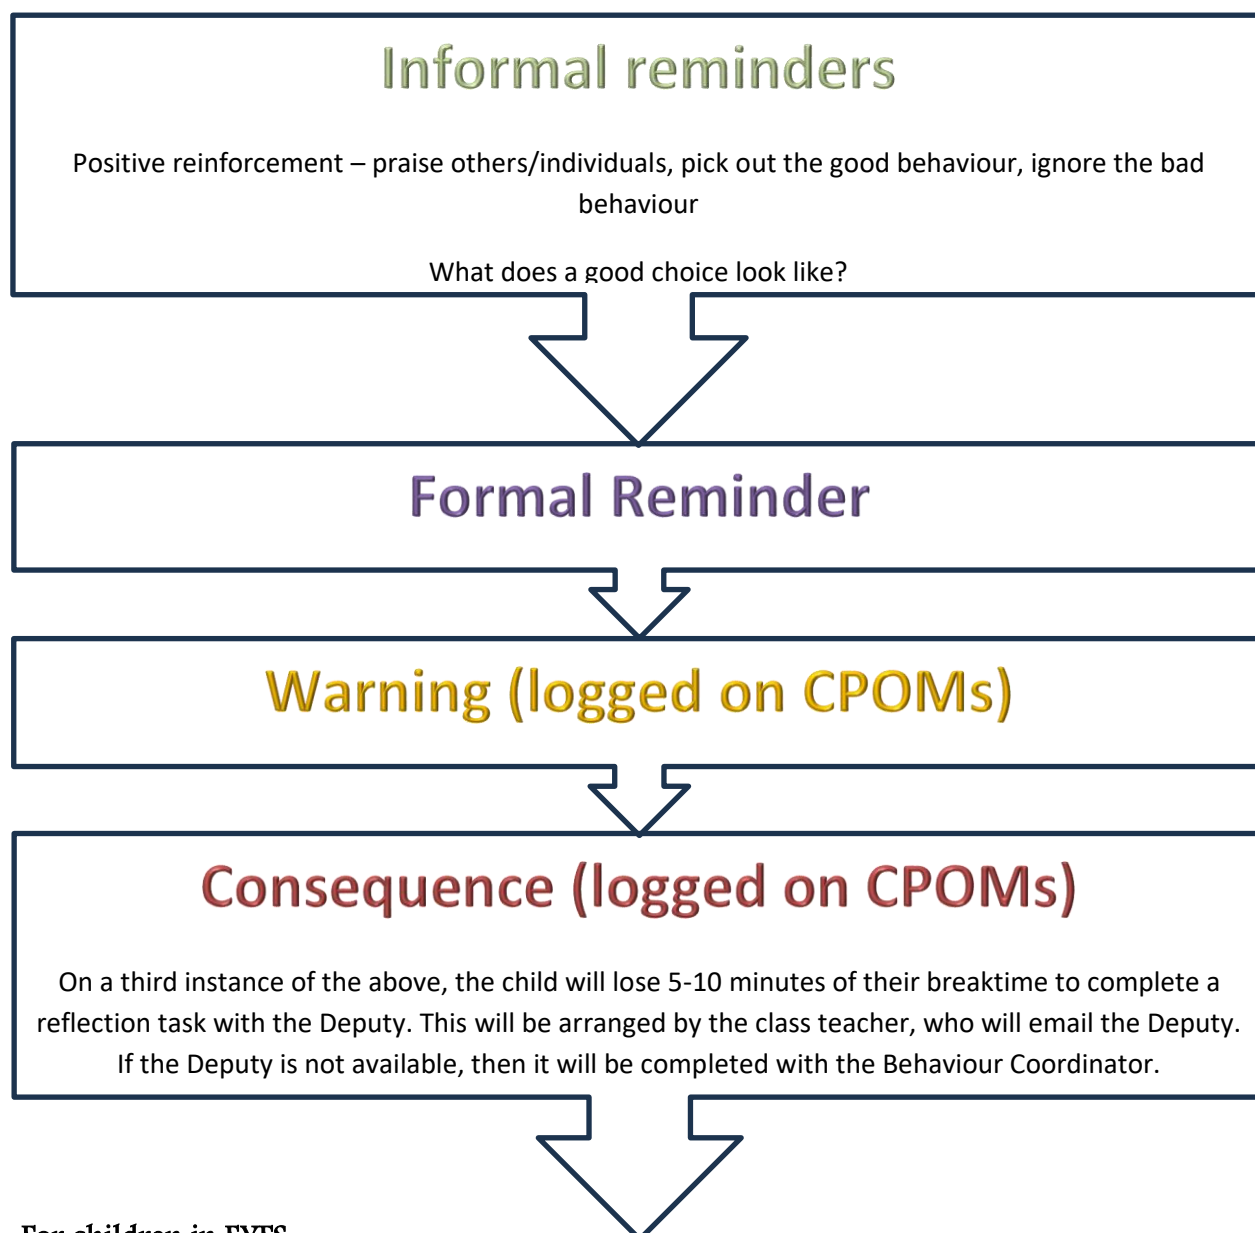 Informal reminders
Positive reinforcement – praise others/individuals, pick out the good behaviour, ignore the bad
behaviour
What does a good choice look like?
Formal Reminder
Warning (logged on CPOMs)
Consequence (logged on CPOMs)
On a third instance of the above, the child will lose 5-10 minutes of their breaktime to complete a
reflection task with the Deputy. This will be arranged by the class teacher, who will email the Deputy.
If the Deputy is not available, then it will be completed with the Behaviour Coordinator.
For children in EYFS